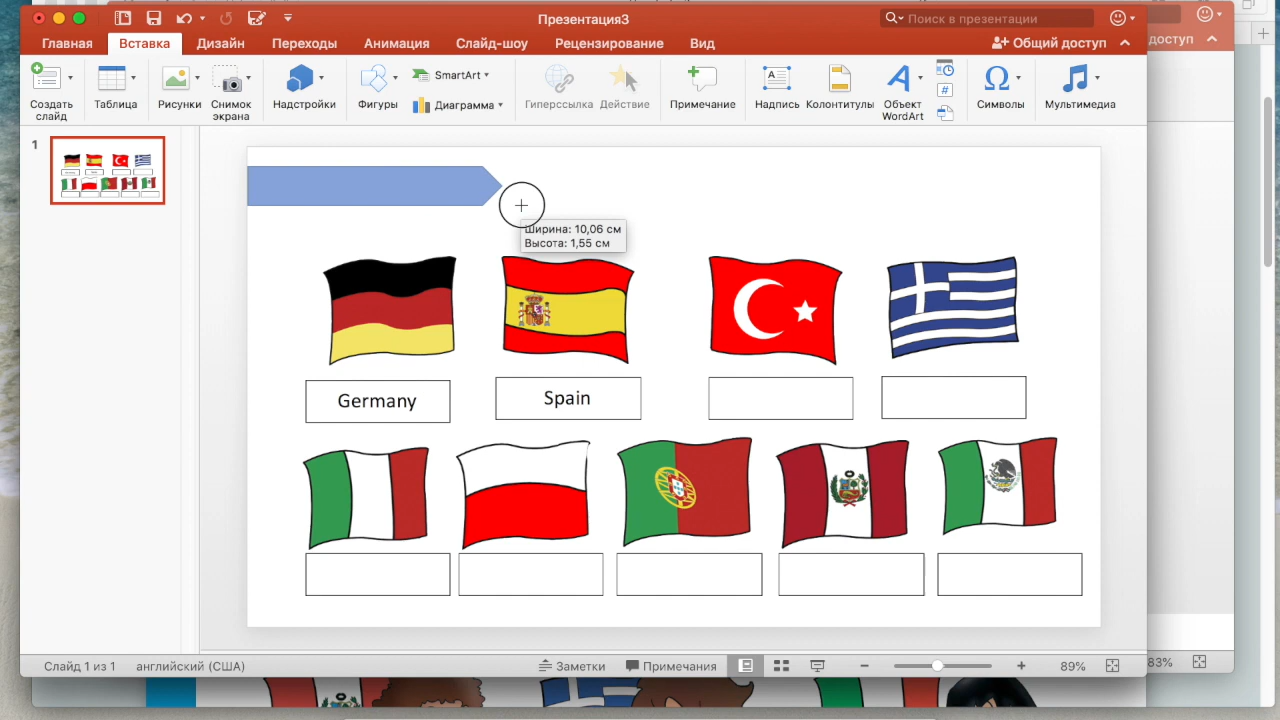 Презентация3
Поиск в презентации
Главная Вставка Дизайн Переходы Анимация Слайд-шоу Рецензирование Вид Общий доступ доступ
Создать слайд
Таблица
Рисунки
Снимок экрана
Надстройки
Фигуры
SmartArt
Диаграмма
Гиперссылка
Действие
Примечание
A
Надпись
Колонтитулы
A
Объект WordArt
#
Ω
Символы
Мультимедиа
1
Ширина: 10,06 см
Высота: 1,55 см
Germany Spain
Слайд 1 из 1 английский (США) Заметки Примечания 89% 83%